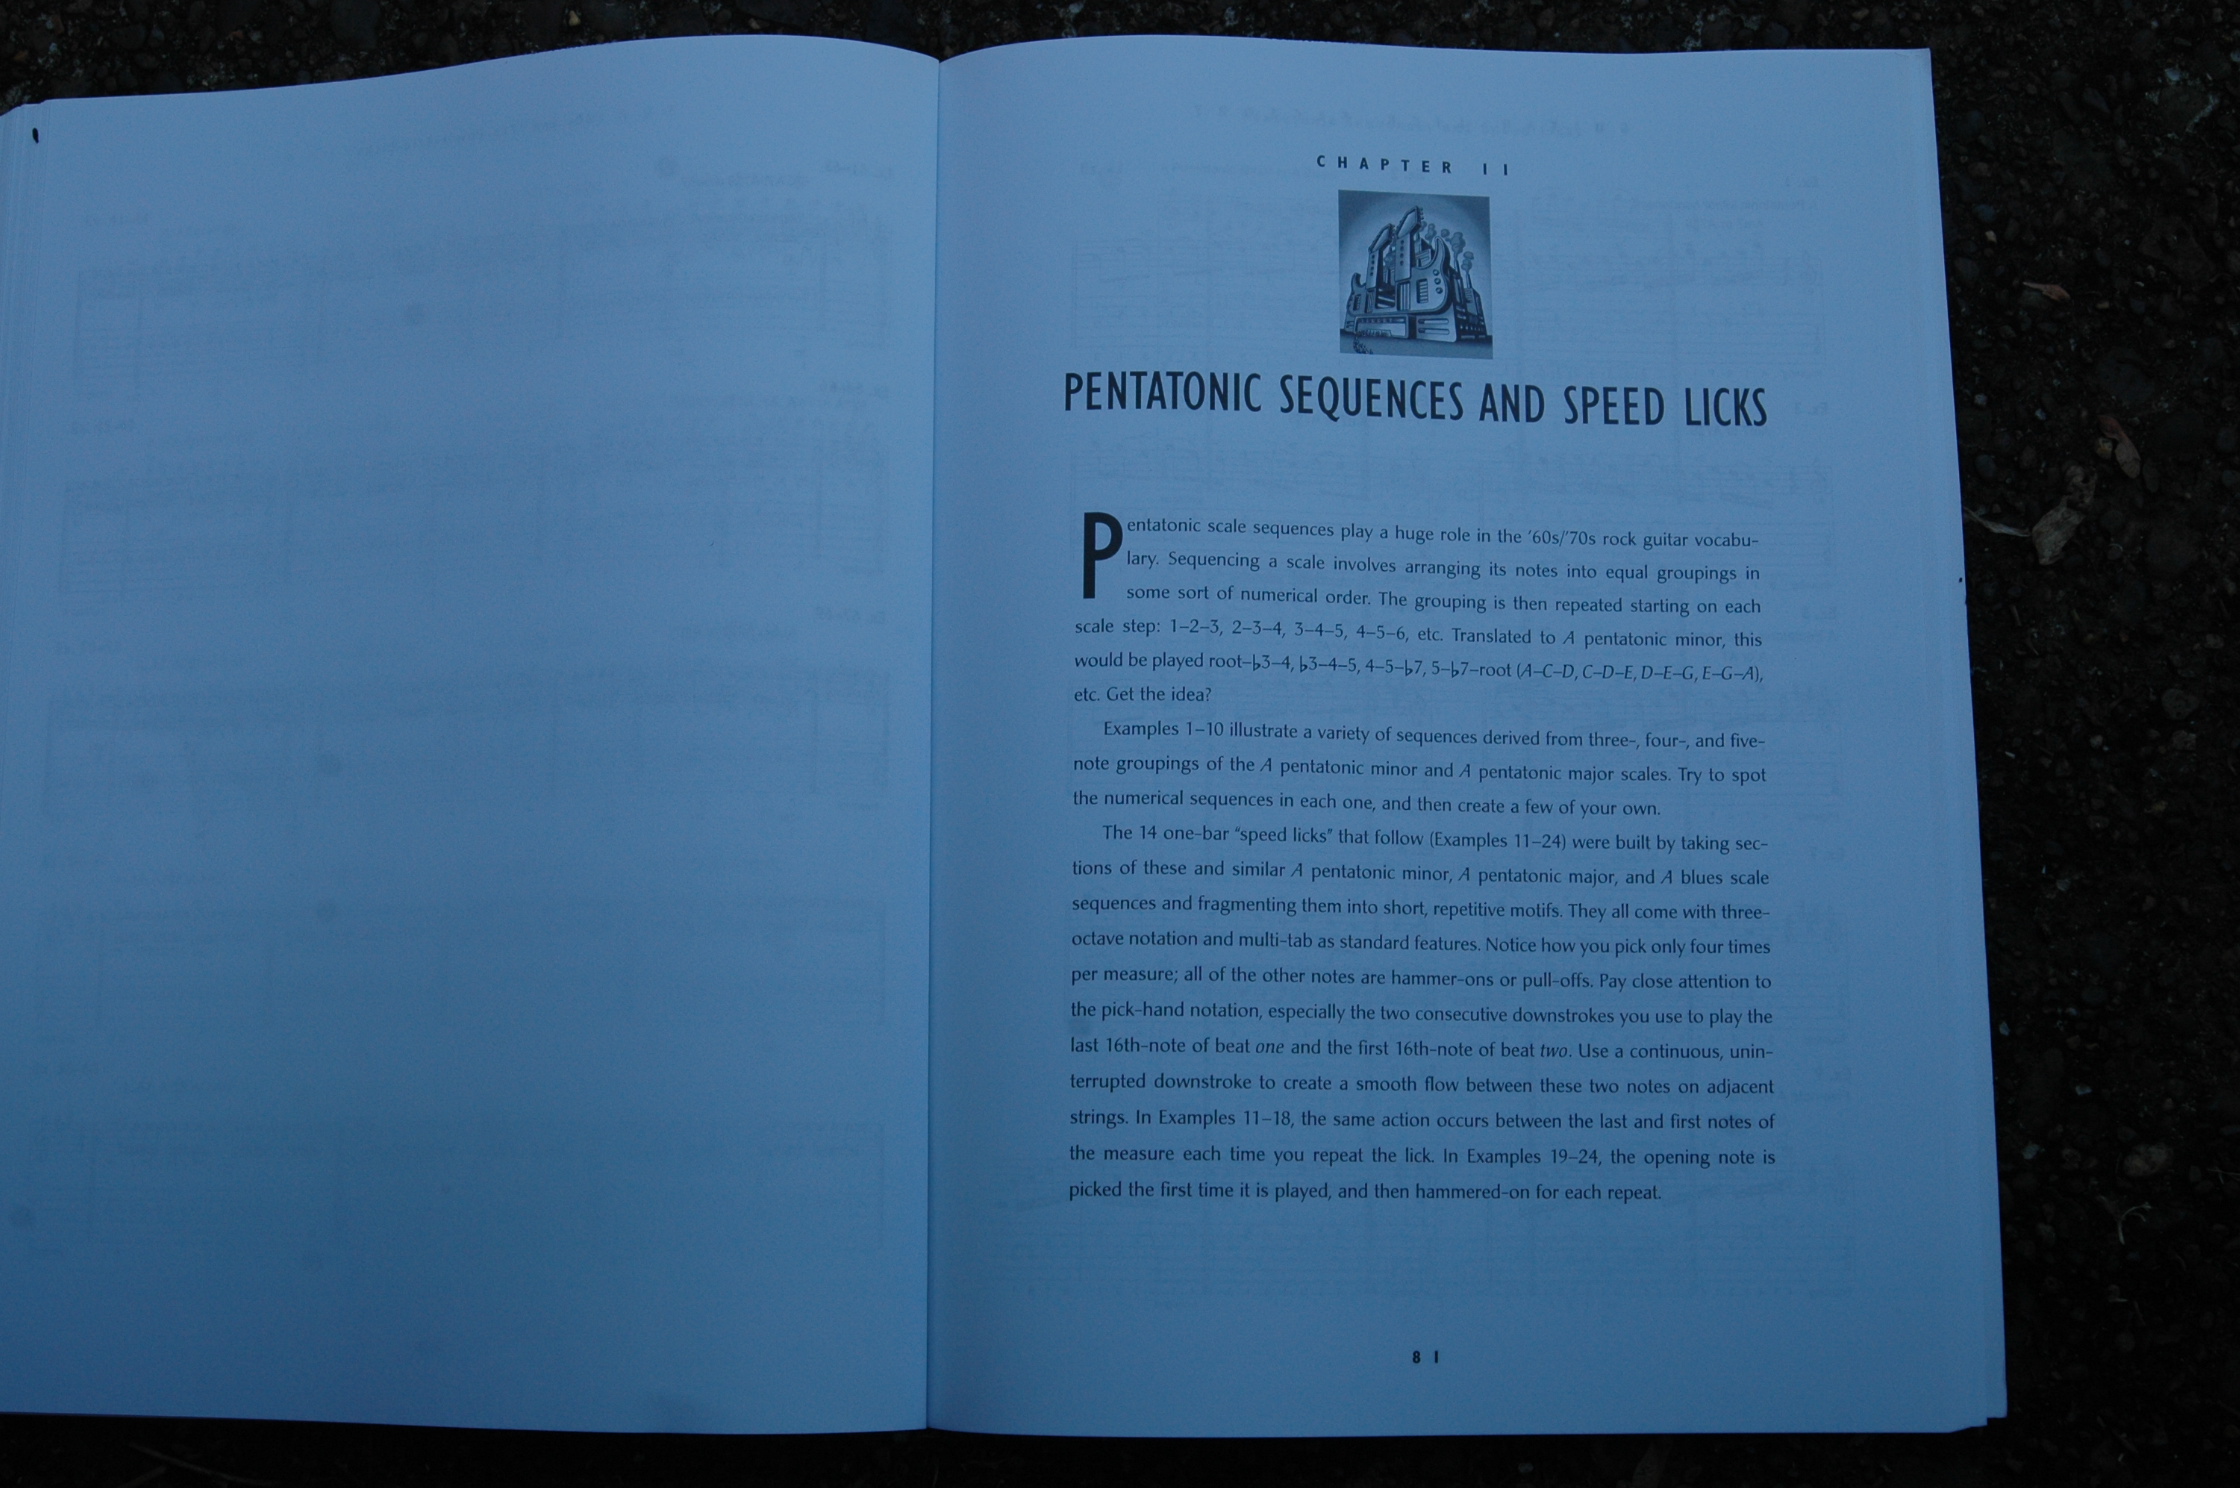 CHAPTER 11
PENTATONIC SEQUENCES AND SPEED LICKS
Pentatonic scale sequences play a huge role in the '60s/'70s rock guitar vocabu-
lary. Sequencing a scale involves arranging its notes into equal groupings in
some sort of numerical order. The grouping is then repeated starting on each
scale step: 1–2–3, 2–3–4, 3–4–5, 4–5–6, etc. Translated to A pentatonic minor, this
would be played root–♭3–4, ♭3–4–5, 4–5–♭7, 5–♭7–root (A–C–D, C–D–E, D–E–G, E–G–A),
etc. Get the idea?
Examples 1–10 illustrate a variety of sequences derived from three-, four-, and five-
note groupings of the A pentatonic minor and A pentatonic major scales. Try to spot
the numerical sequences in each one, and then create a few of your own.
The 14 one-bar "speed licks" that follow (Examples 11–24) were built by taking sec-
tions of these and similar A pentatonic minor, A pentatonic major, and A blues scale
sequences and fragmenting them into short, repetitive motifs. They all come with three-
octave notation and multi-tab as standard features. Notice how you pick only four times
per measure; all of the other notes are hammer-ons or pull-offs. Pay close attention to
the pick-hand notation, especially the two consecutive downstrokes you use to play the
last 16th-note of beat one and the first 16th-note of beat two. Use a continuous, unin-
terrupted downstroke to create a smooth flow between these two notes on adjacent
strings. In Examples 11–18, the same action occurs between the last and first notes of
the measure each time you repeat the lick. In Examples 19–24, the opening note is
picked the first time it is played, and then hammered-on for each repeat.
81